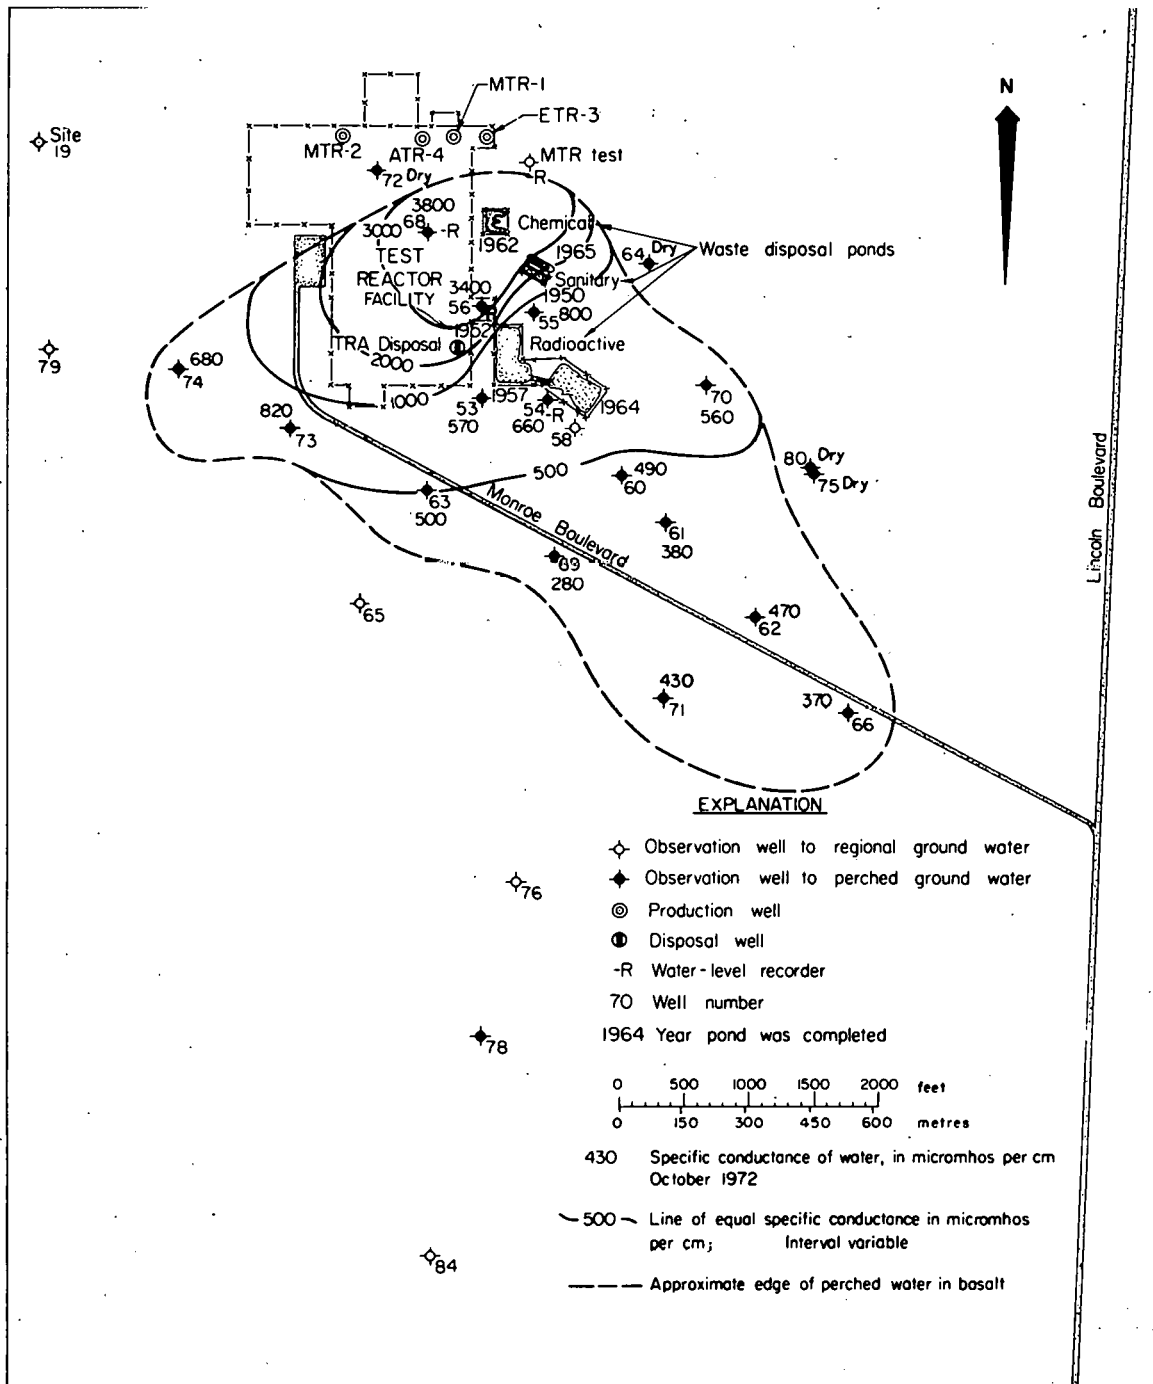 MTR-1
N
ETR-3
Site
19
MTR-2
ATR-4
MTR test
72 Dry
-R
3800
3000
68
-R
Chemical
1962
1965
64 Dry
Waste disposal ponds
TEST
REACTOR
FACILITY
Sanitary
3400
1950
56
55
800
1952
TRA Disposal
Radioactive
79
680
74
2000
1000
1957
53
570
54
-R
660
1964
58
70
560
820
73
80 Dry
75 Dry
500
490
60
63
500
Monroe Boulevard
61
380
69
280
Lincoln Boulevard
65
470
62
430
71
370
66
EXPLANATION
Observation well to regional ground water
Observation well to perched ground water
76
Production well
Disposal well
-R Water-level recorder
70 Well number
1964 Year pond was completed
78
0 500 1000 1500 2000 feet
0 150 300 450 600 metres
430 Specific conductance of water, in micromhos per cm
October 1972
500 Line of equal specific conductance in micromhos
per cm; Interval variable
84
Approximate edge of perched water in basalt